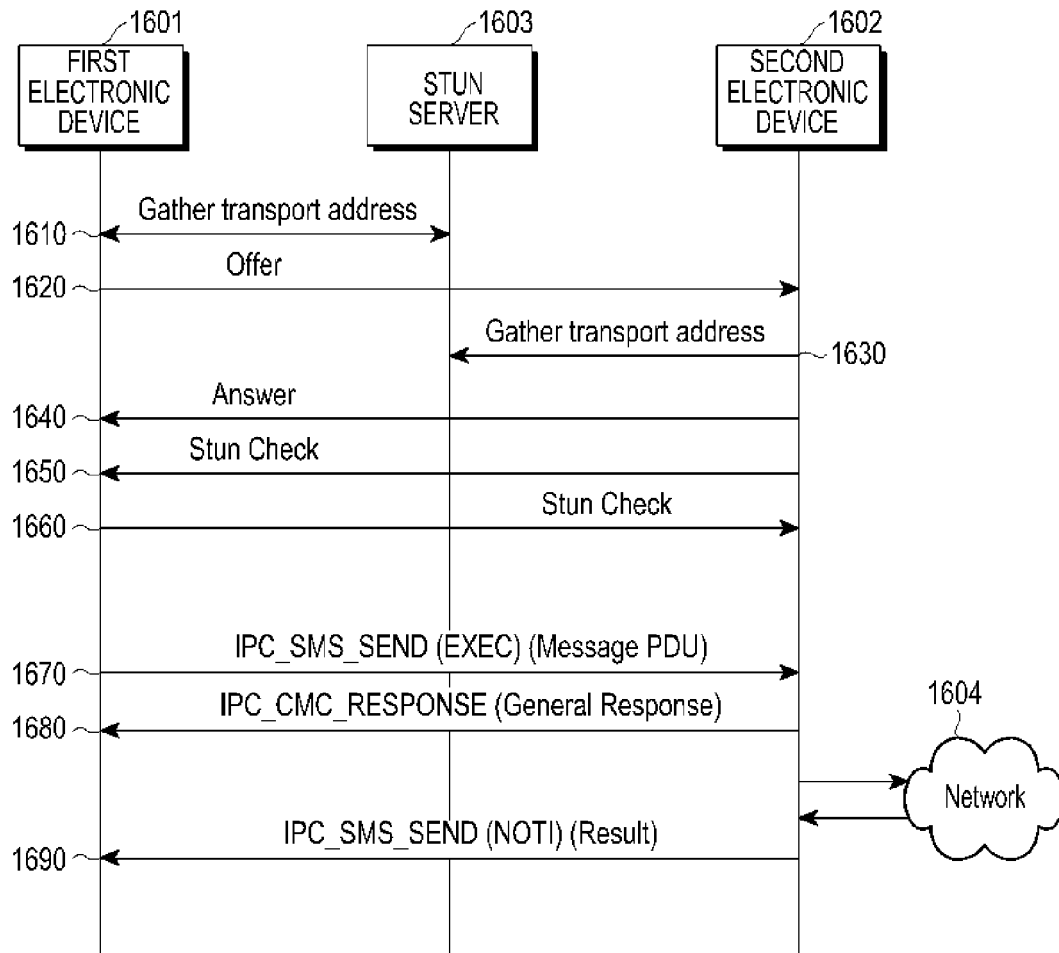 1601
1603
1602
FIRST
ELECTRONIC
DEVICE
STUN
SERVER
SECOND
ELECTRONIC
DEVICE
Gather transport address
1610
Offer
1620
Gather transport address
1630
Answer
1640
Stun Check
1650
Stun Check
1660
IPC_SMS_SEND (EXEC) (Message PDU)
1670
IPC_CMC_RESPONSE (General Response)
1680
1604
Network
IPC_SMS_SEND (NOTI) (Result)
1690